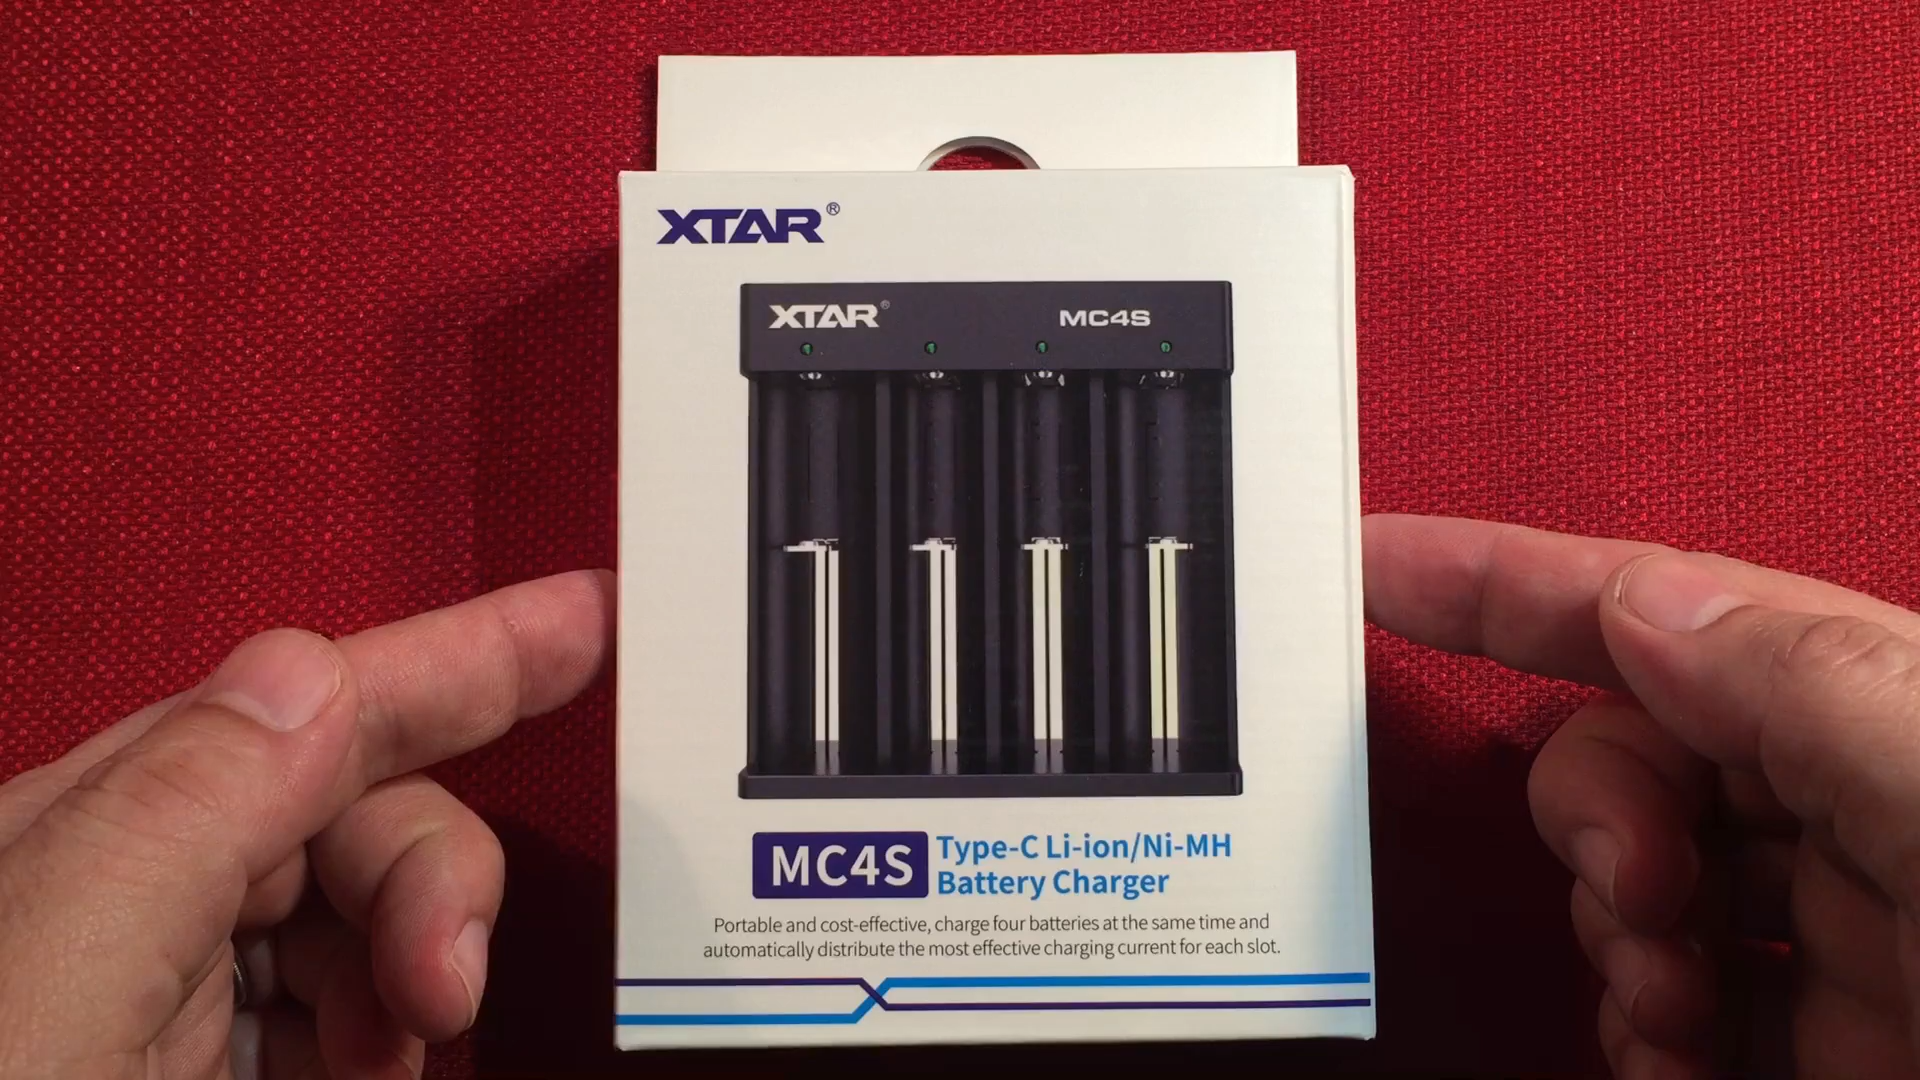 XTAR®
XTAR® MC4S
MC4S Type-C Li-ion/Ni-MH
Battery Charger
Portable and cost-effective, charge four batteries at the same time and
automatically distribute the most effective charging current for each slot.